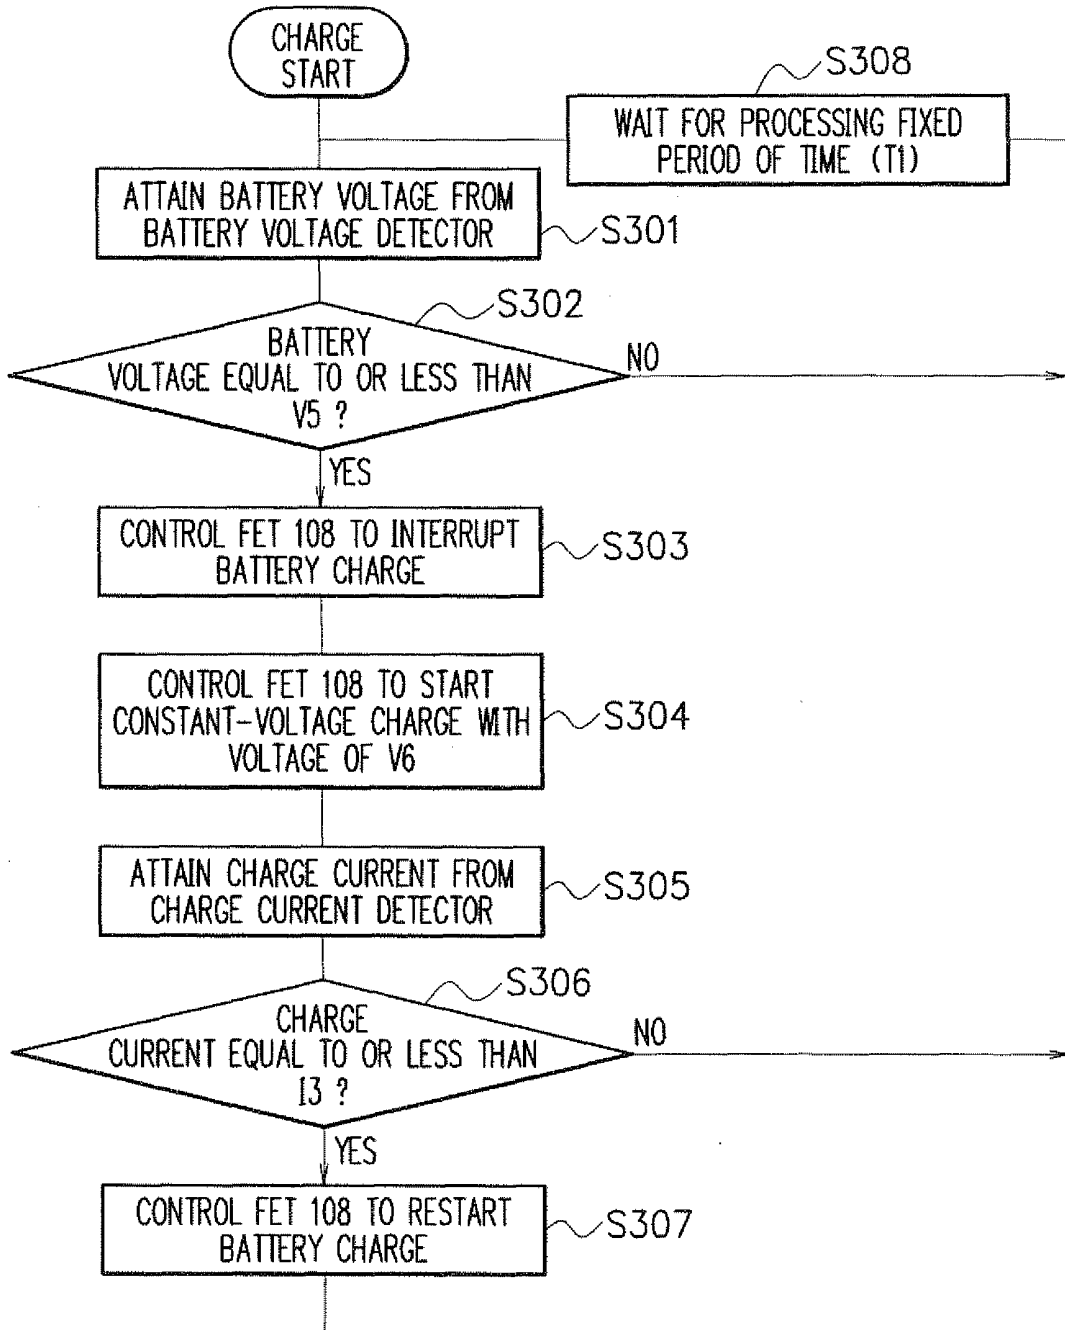 CHARGE
START
S308
WAIT FOR PROCESSING FIXED
PERIOD OF TIME (T1)
ATTAIN BATTERY VOLTAGE FROM
BATTERY VOLTAGE DETECTOR
S301
S302
BATTERY
VOLTAGE EQUAL TO OR LESS THAN
V5 ?
NO
YES
CONTROL FET 108 TO INTERRUPT
BATTERY CHARGE
S303
CONTROL FET 108 TO START
CONSTANT-VOLTAGE CHARGE WITH
VOLTAGE OF V6
S304
ATTAIN CHARGE CURRENT FROM
CHARGE CURRENT DETECTOR
S305
S306
CHARGE
CURRENT EQUAL TO OR LESS THAN
I3 ?
NO
YES
CONTROL FET 108 TO RESTART
BATTERY CHARGE
S307